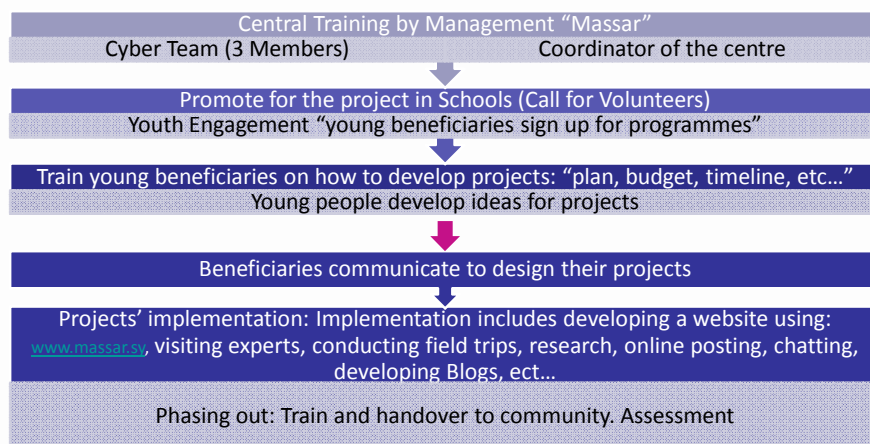 Central Training by Management “Massar”
Cyber Team (3 Members) Coordinator of the centre
Promote for the project in Schools (Call for Volunteers)
Youth Engagement “young beneficiaries sign up for programmes”
Train young beneficiaries on how to develop projects: “plan, budget, timeline, etc…”
Young people develop ideas for projects
Beneficiaries communicate to design their projects
Projects’ implementation: Implementation includes developing a website using:
www.massar.sy, visiting experts, conducting field trips, research, online posting, chatting,
developing Blogs, ect…
Phasing out: Train and handover to community. Assessment